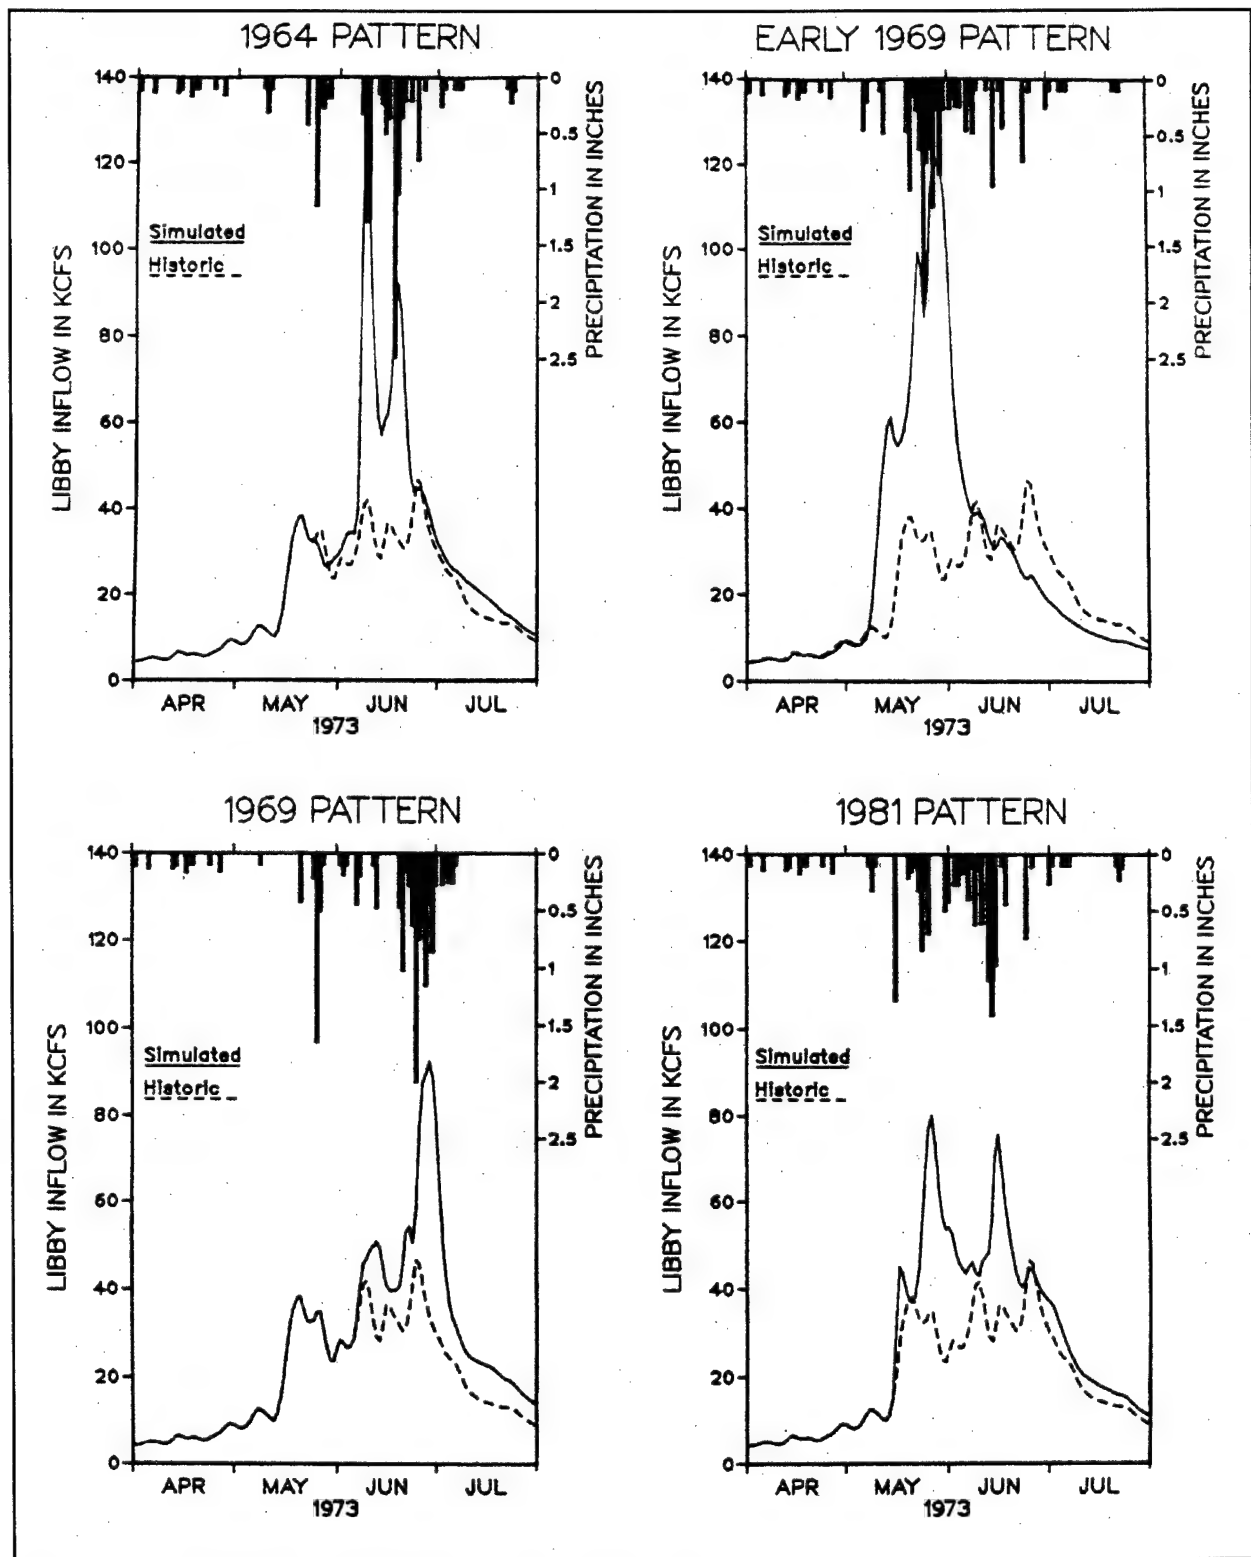 1964 PATTERN
140
120
100
80
60
40
20
0
LIBBY INFLOW IN KCFS
0
0.5
1
1.5
2
2.5
PRECIPITATION IN INCHES
Simulated
Historic
APR MAY JUN JUL
1973
EARLY 1969 PATTERN
140
120
100
80
60
40
20
0
LIBBY INFLOW IN KCFS
0
0.5
1
1.5
2
2.5
PRECIPITATION IN INCHES
Simulated
Historic
APR MAY JUN JUL
1973
1969 PATTERN
140
120
100
80
60
40
20
0
LIBBY INFLOW IN KCFS
0
0.5
1
1.5
2
2.5
PRECIPITATION IN INCHES
Simulated
Historic
APR MAY JUN JUL
1973
1981 PATTERN
140
120
100
80
60
40
20
0
LIBBY INFLOW IN KCFS
0
0.5
1
1.5
2
2.5
PRECIPITATION IN INCHES
Simulated
Historic
APR MAY JUN JUL
1973